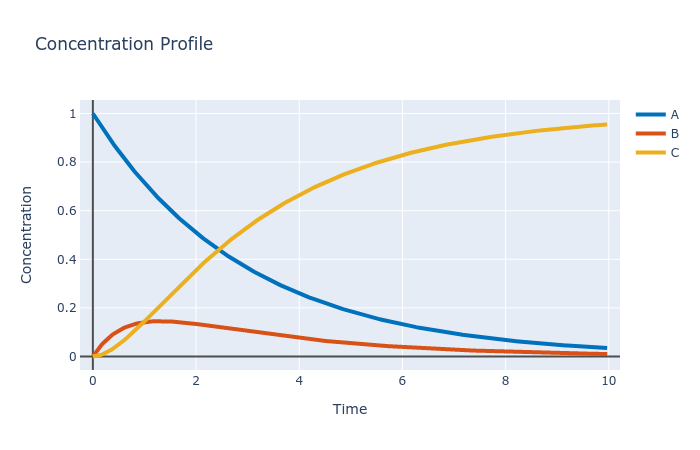 Concentration Profile
A
B
C
Concentration
1
0.8
0.6
0.4
0.2
0
0 2 4 6 8 10
Time